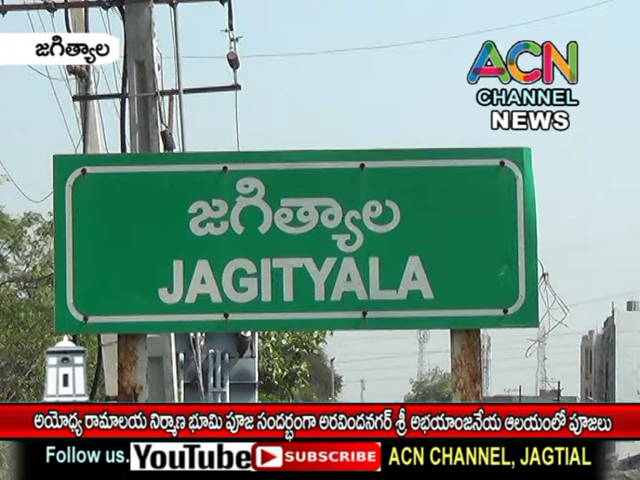 జగిత్యాల
ACN
CHANNEL
NEWS
జగిత్యాల
JAGITYALA
అయోధ్య రామాలయ నిర్మాణ భూమి పూజ సందర్భంగా అరవిందనగర్ శ్రీ అభయాంజనేయ ఆలయంలో పూజలు
Follow us. YouTube SUBSCRIBE ACN CHANNEL, JAGTIAL